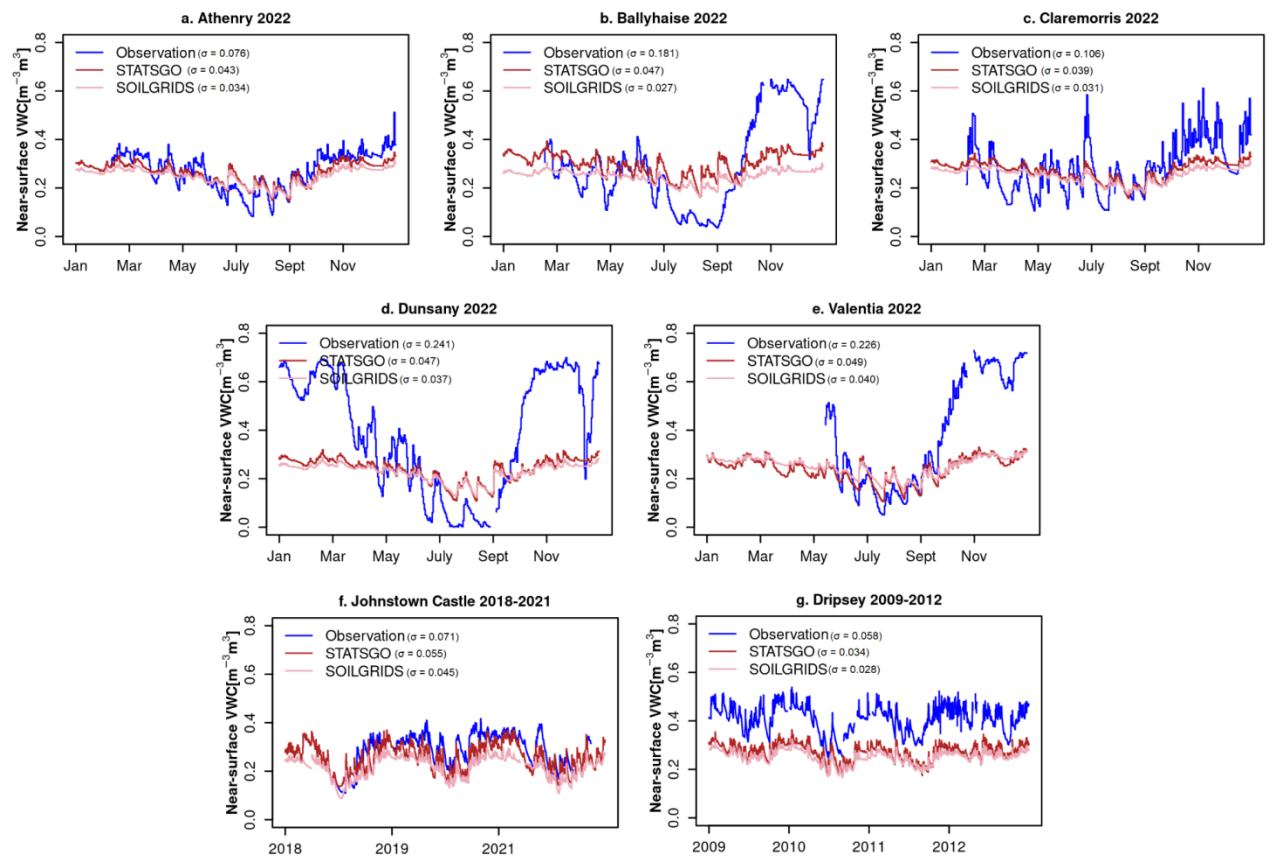 a. Athenry 2022
Near-surface VWC[m⁻³m³]
0.0 0.2 0.4 0.6 0.8
Observation (σ = 0.076)
STATSGO (σ = 0.043)
SOILGRIDS (σ = 0.034)
Jan Mar May July Sept Nov
b. Ballyhaise 2022
Near-surface VWC[m⁻³m³]
0.0 0.2 0.4 0.6 0.8
Observation (σ = 0.181)
STATSGO (σ = 0.047)
SOILGRIDS (σ = 0.027)
Jan Mar May July Sept Nov
c. Claremorris 2022
Near-surface VWC[m⁻³m³]
0.0 0.2 0.4 0.6 0.8
Observation (σ = 0.106)
STATSGO (σ = 0.039)
SOILGRIDS (σ = 0.031)
Jan Mar May July Sept Nov
d. Dunsany 2022
Near-surface VWC[m⁻³m³]
0.0 0.2 0.4 0.6 0.8
Observation (σ = 0.241)
STATSGO (σ = 0.047)
SOILGRIDS (σ = 0.037)
Jan Mar May July Sept Nov
e. Valentia 2022
Near-surface VWC[m⁻³m³]
0.0 0.2 0.4 0.6 0.8
Observation (σ = 0.226)
STATSGO (σ = 0.049)
SOILGRIDS (σ = 0.040)
Jan Mar May July Sept Nov
f. Johnstown Castle 2018-2021
Near-surface VWC[m⁻³m³]
0.0 0.2 0.4 0.6 0.8
Observation (σ = 0.071)
STATSGO (σ = 0.055)
SOILGRIDS (σ = 0.045)
2018 2019 2021
g. Dripsey 2009-2012
Near-surface VWC[m⁻³m³]
0.0 0.2 0.4 0.6 0.8
Observation (σ = 0.058)
STATSGO (σ = 0.034)
SOILGRIDS (σ = 0.028)
2009 2010 2011 2012